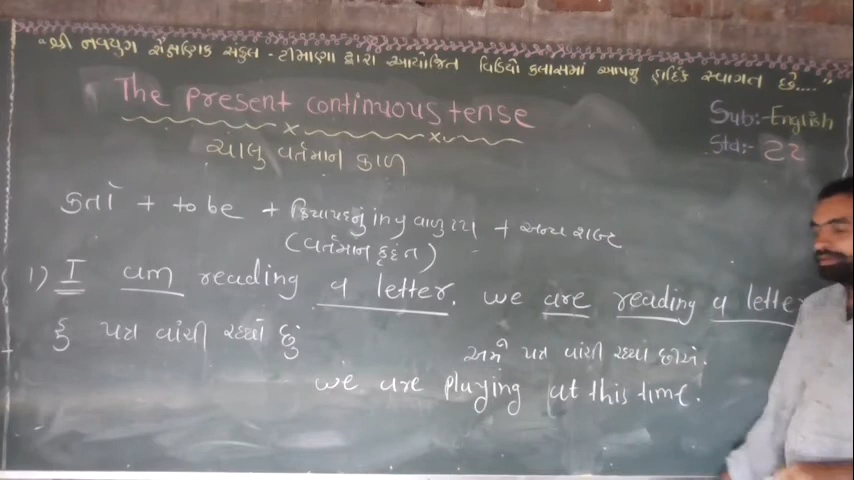 "શ્રી નવયુગ શૈક્ષણિક સંકુલ - ટીમાણા દ્વારા આયોજિત વિડિયો કલાસમાં આપનું હાર્દિક સ્વાગત છે...."
The present continuous tense
Sub:- English
Std:- 12
ચાલુ વર્તમાન કાળ
કર્તા + to be + ક્રિયાપદનું ing વાળુ રૂપ + અન્ય શબ્દ
(વર્તમાન કૃદંત)
1) I am reading a letter. we are reading a letter
હું પત્ર વાંચી રહ્યો છું
અમે પત્ર વાંચી રહ્યાં છીએ.
we are playing at this time.